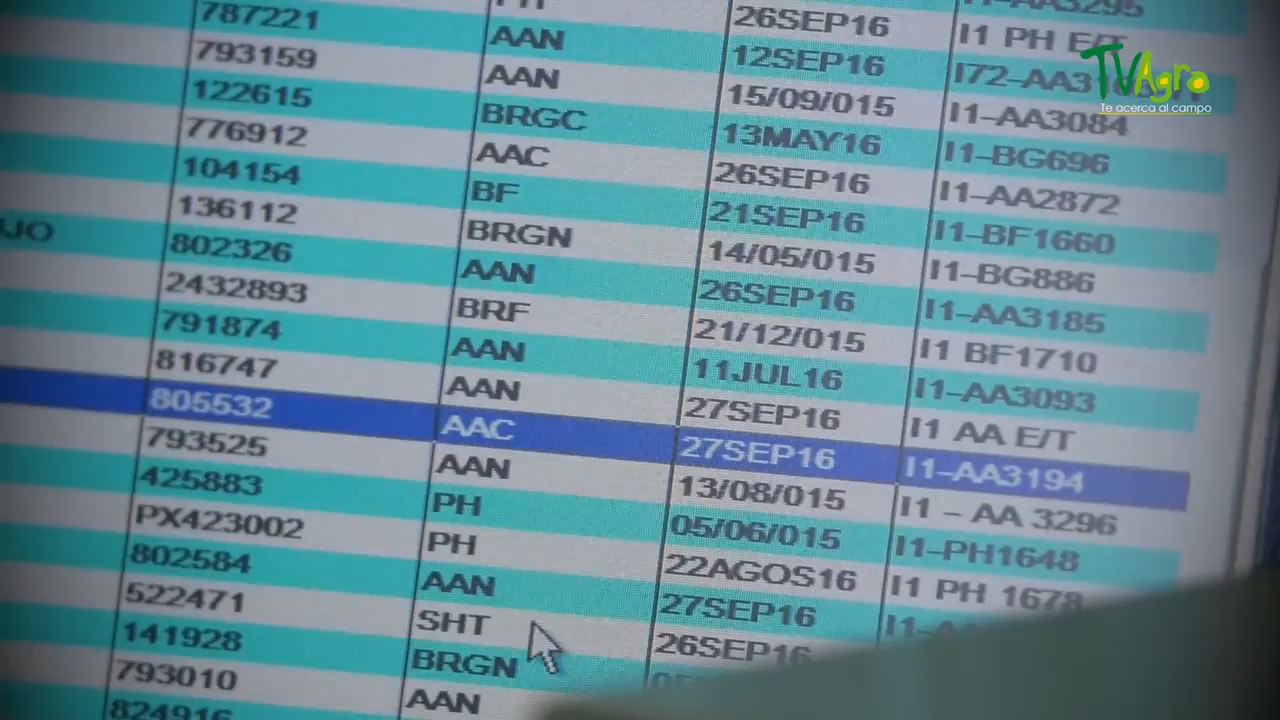 26SEP16 I1 PH E/T
787221 AAN 12SEP16
793159 AAN 15/09/015 I1-AA3084
122615 BRGC 13MAY16 I1-BG696
776912 AAC 26SEP16 I1-AA2872
104154 BF 21SEP16 I1-BF1660
136112 BRGN 14/05/015 I1-BG886
JO 802326 AAN 26SEP16 I1-AA3185
2432893 BRF 21/12/015 I1 BF1710
791874 AAN 11JUL16 I1-AA3093
816747 AAN 27SEP16 I1 AA E/T
805532 AAC 27SEP16 I1-AA3194
793525 AAN 13/08/015 I1 - AA 3296
425883 PH 05/06/015 I1-PH1648
PX423002 PH 22AGOS16 I1 PH 1678
802584 AAN 27SEP16
522471 SHT 26SEP16
141928 BRGN
793010 AAN
824916
TVAgro
Te acerca al campo